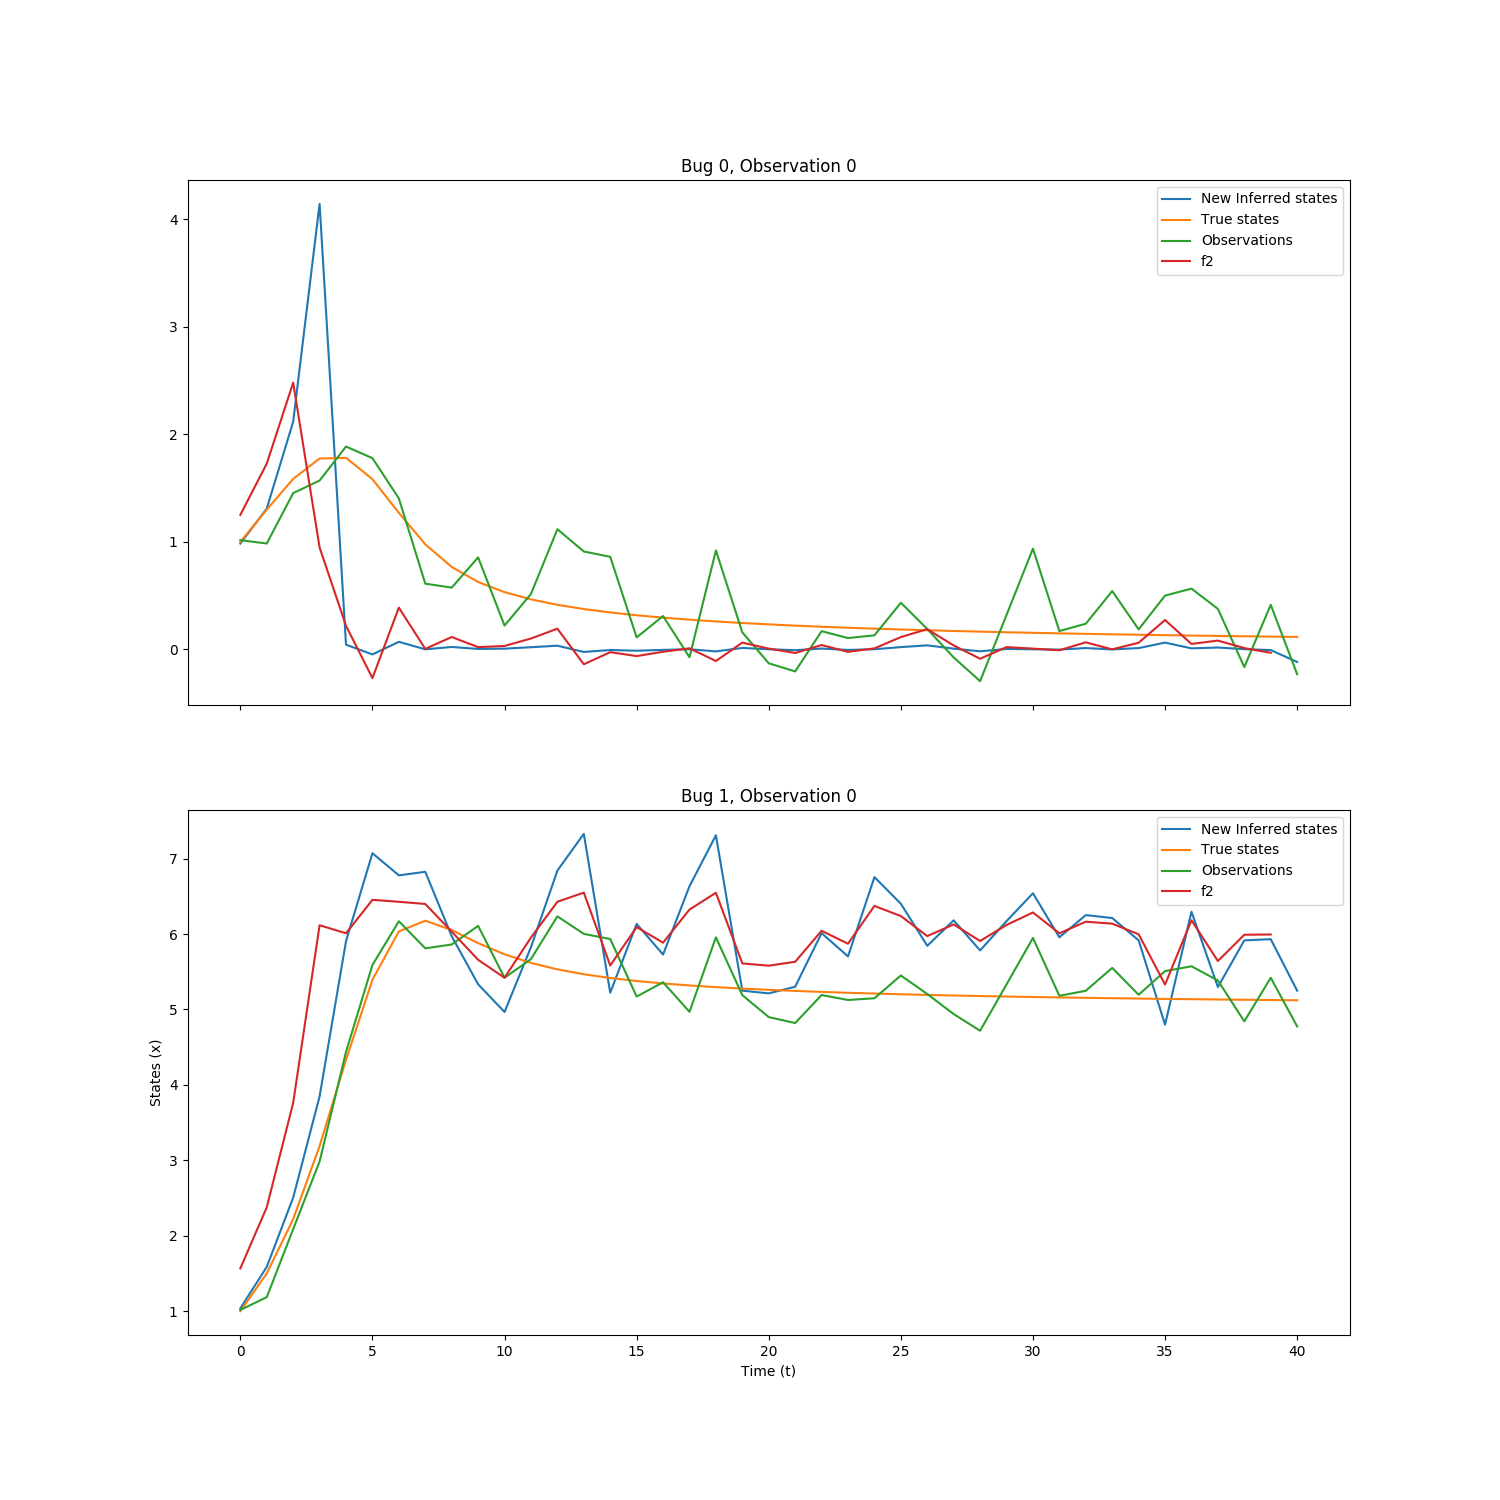 Bug 0, Observation 0
4
3
2
1
0
New Inferred states
True states
Observations
f2
Bug 1, Observation 0
7
6
5
4
3
2
1
New Inferred states
True states
Observations
f2
States (x)
0 5 10 15 20 25 30 35 40
Time (t)